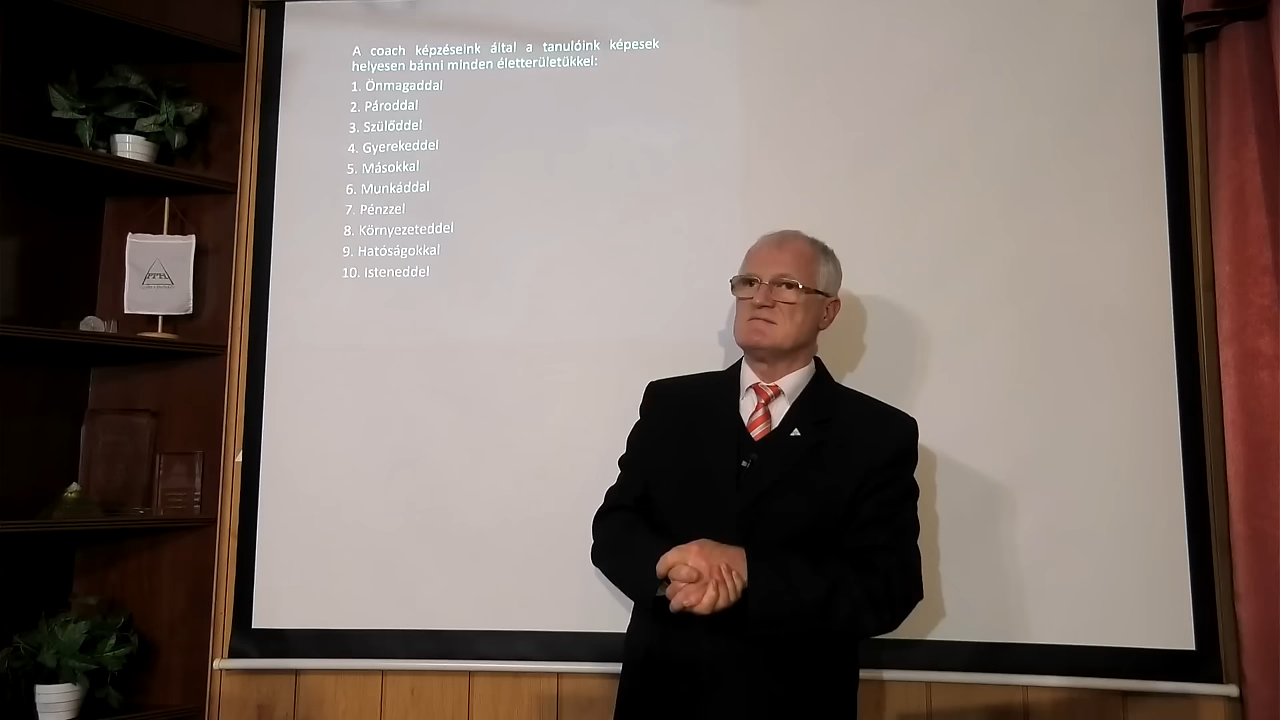 A coach képzéseink által a tanulóink képesek
helyesen bánni minden életterületükkel:
1. Önmagaddal
2. Pároddal
3. Szülőddel
4. Gyerekeddel
5. Másokkal
6. Munkáddal
7. Pénzzel
8. Környezeteddel
9. Hatóságokkal
10. Isteneddel